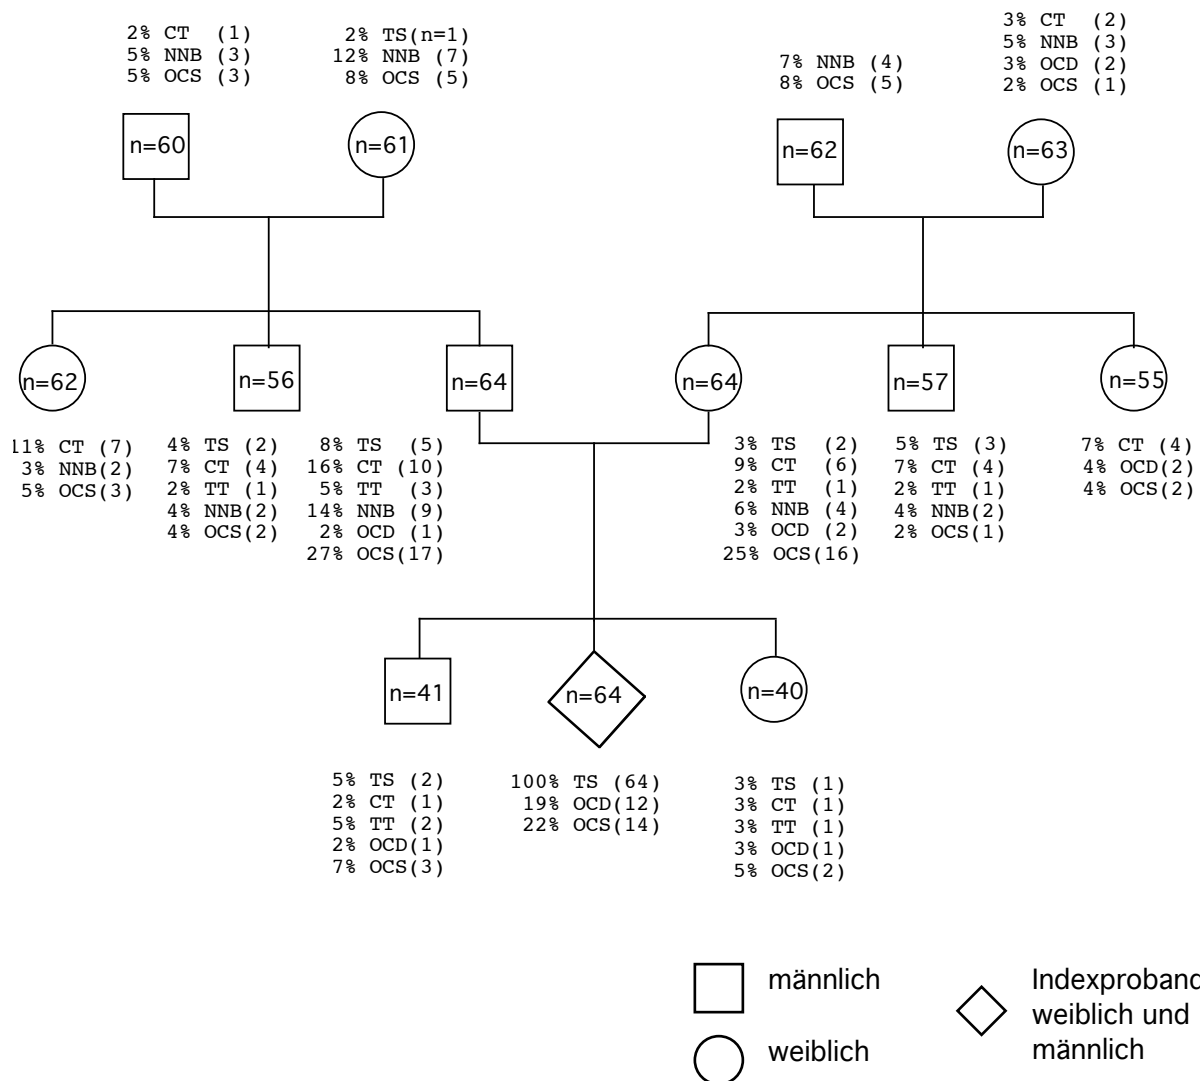 2% CT (1)
5% NNB (3)
5% OCS (3)
2% TS(n=1)
12% NNB (7)
8% OCS (5)
7% NNB (4)
8% OCS (5)
3% CT (2)
5% NNB (3)
3% OCD (2)
2% OCS (1)
n=60
n=61
n=62
n=63
n=62
n=56
n=64
n=64
n=57
n=55
11% CT (7)
3% NNB(2)
5% OCS(3)
4% TS (2)
7% CT (4)
2% TT (1)
4% NNB(2)
4% OCS(2)
8% TS (5)
16% CT (10)
5% TT (3)
14% NNB (9)
2% OCD (1)
27% OCS(17)
3% TS (2)
9% CT (6)
2% TT (1)
6% NNB (4)
3% OCD (2)
25% OCS(16)
5% TS (3)
7% CT (4)
2% TT (1)
4% NNB(2)
2% OCS(1)
7% CT (4)
4% OCD(2)
4% OCS(2)
n=41
n=64
n=40
5% TS (2)
2% CT (1)
5% TT (2)
2% OCD(1)
7% OCS(3)
100% TS (64)
19% OCD(12)
22% OCS(14)
3% TS (1)
3% CT (1)
3% TT (1)
3% OCD(1)
5% OCS(2)
männlich
weiblich
Indexproband
weiblich und
männlich